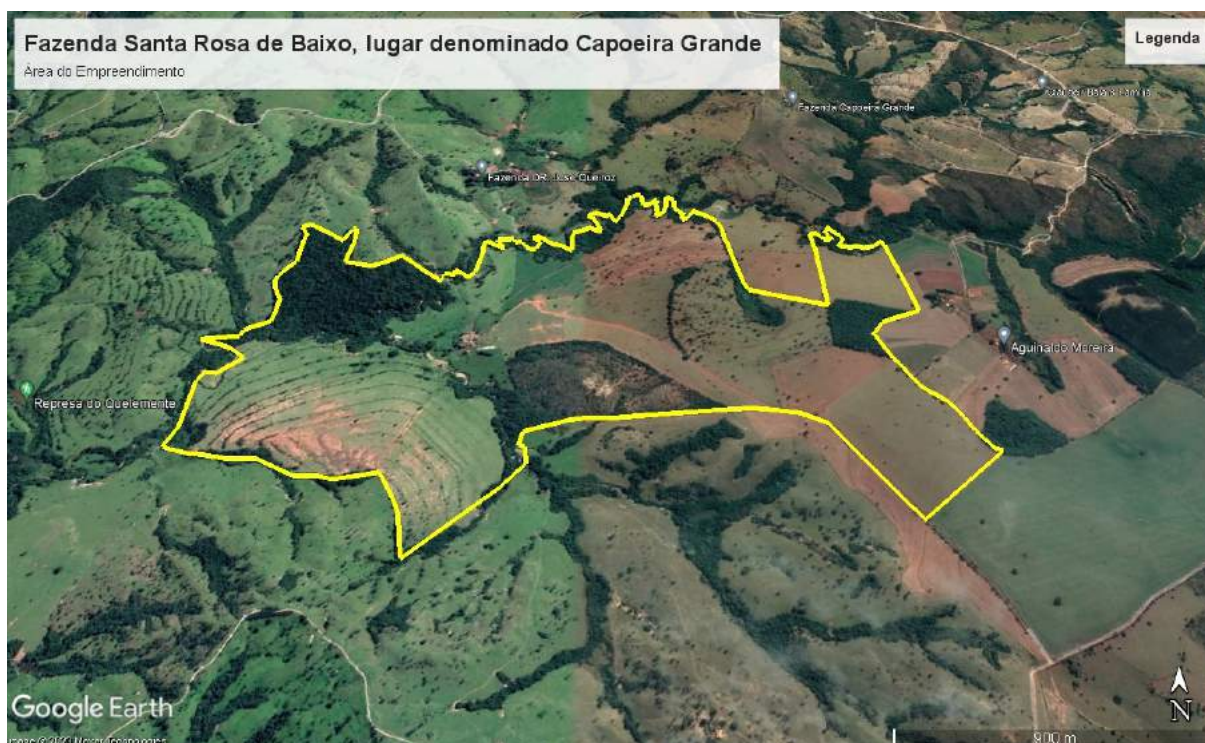 Fazenda Santa Rosa de Baixo, lugar denominado Capoeira Grande
Área do Empreendimento
Legenda
Fazenda Capoeira Grande
Fazenda DR. José Queiroz
Aguinaldo Moreira
Represa do Quelemente
Google Earth
N
900 m